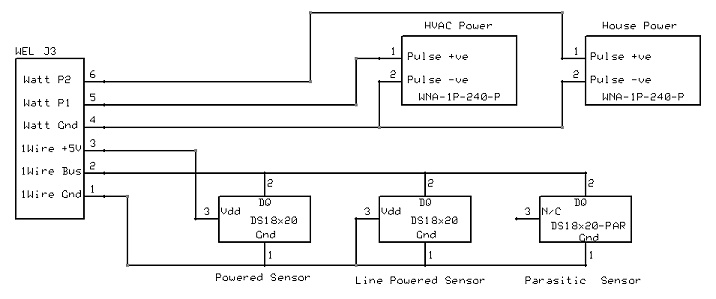 HVAC Power
House Power
WEL J3
Watt P2 6
Watt P1 5
Watt Gnd 4
1Wire +5V 3
1Wire Bus 2
1Wire Gnd 1
1 Pulse +ve
2 Pulse -ve
WNA-1P-240-P
1 Pulse +ve
2 Pulse -ve
WNA-1P-240-P
2
DQ
3 Vdd
DS18x20
Gnd
1
Powered Sensor
2
DQ
3 Vdd
DS18x20
Gnd
1
Line Powered Sensor
2
DQ
3 N/C
DS18x20-PAR
Gnd
1
Parasitic Sensor